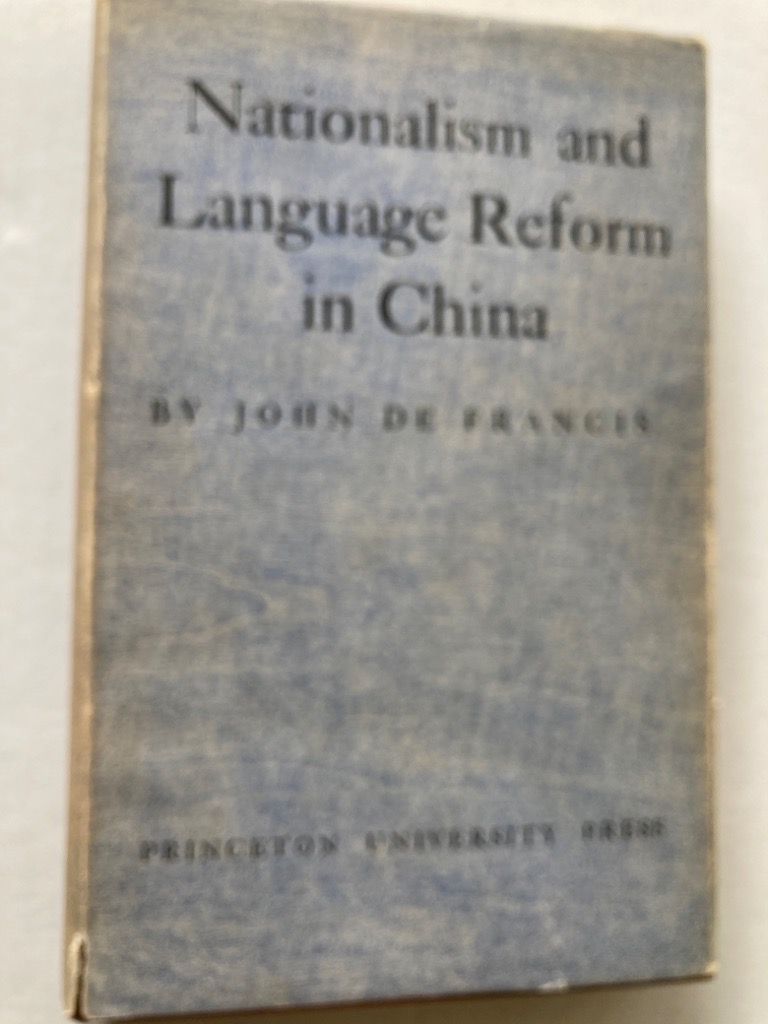 Nationalism and
Language Reform
in China
BY JOHN DE FRANCIS
PRINCETON UNIVERSITY PRESS